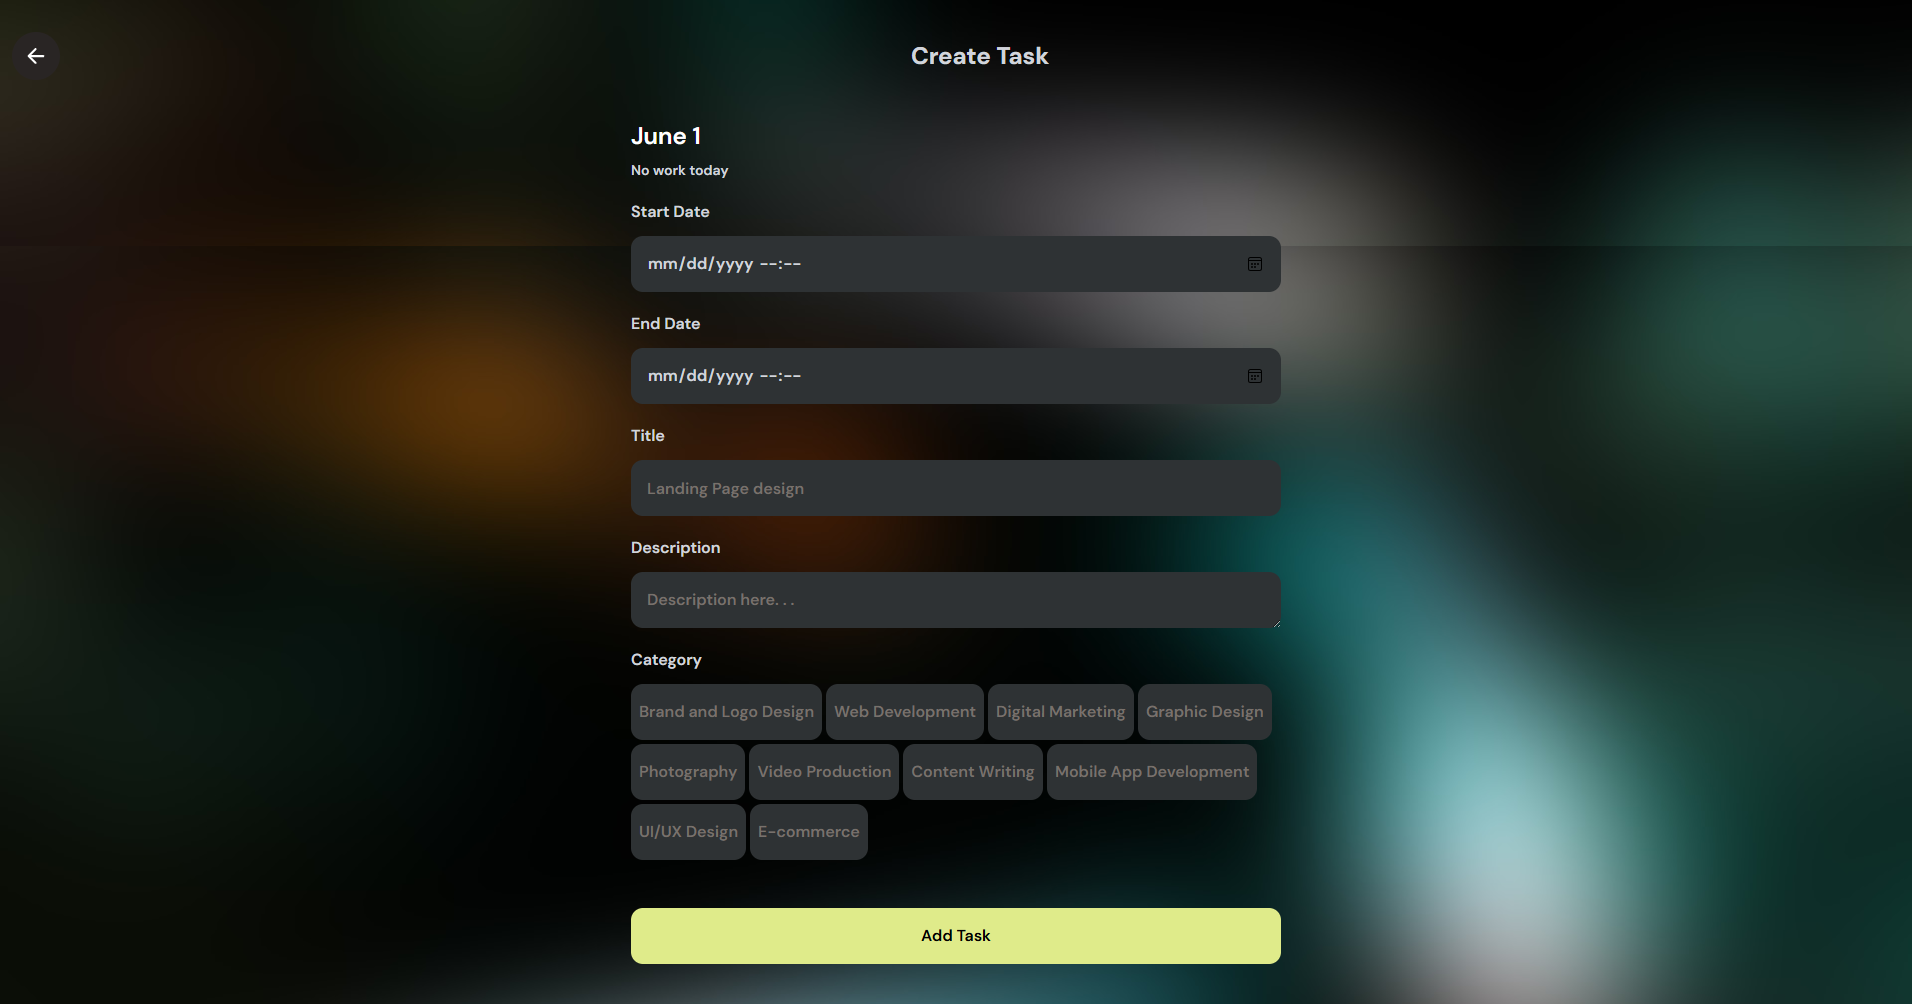 Create Task
June 1
No work today
Start Date
mm/dd/yyyy --:--
End Date
mm/dd/yyyy --:--
Title
Landing Page design
Description
Description here. . .
Category
Brand and Logo Design Web Development Digital Marketing Graphic Design
Photography Video Production Content Writing Mobile App Development
UI/UX Design E-commerce
Add Task